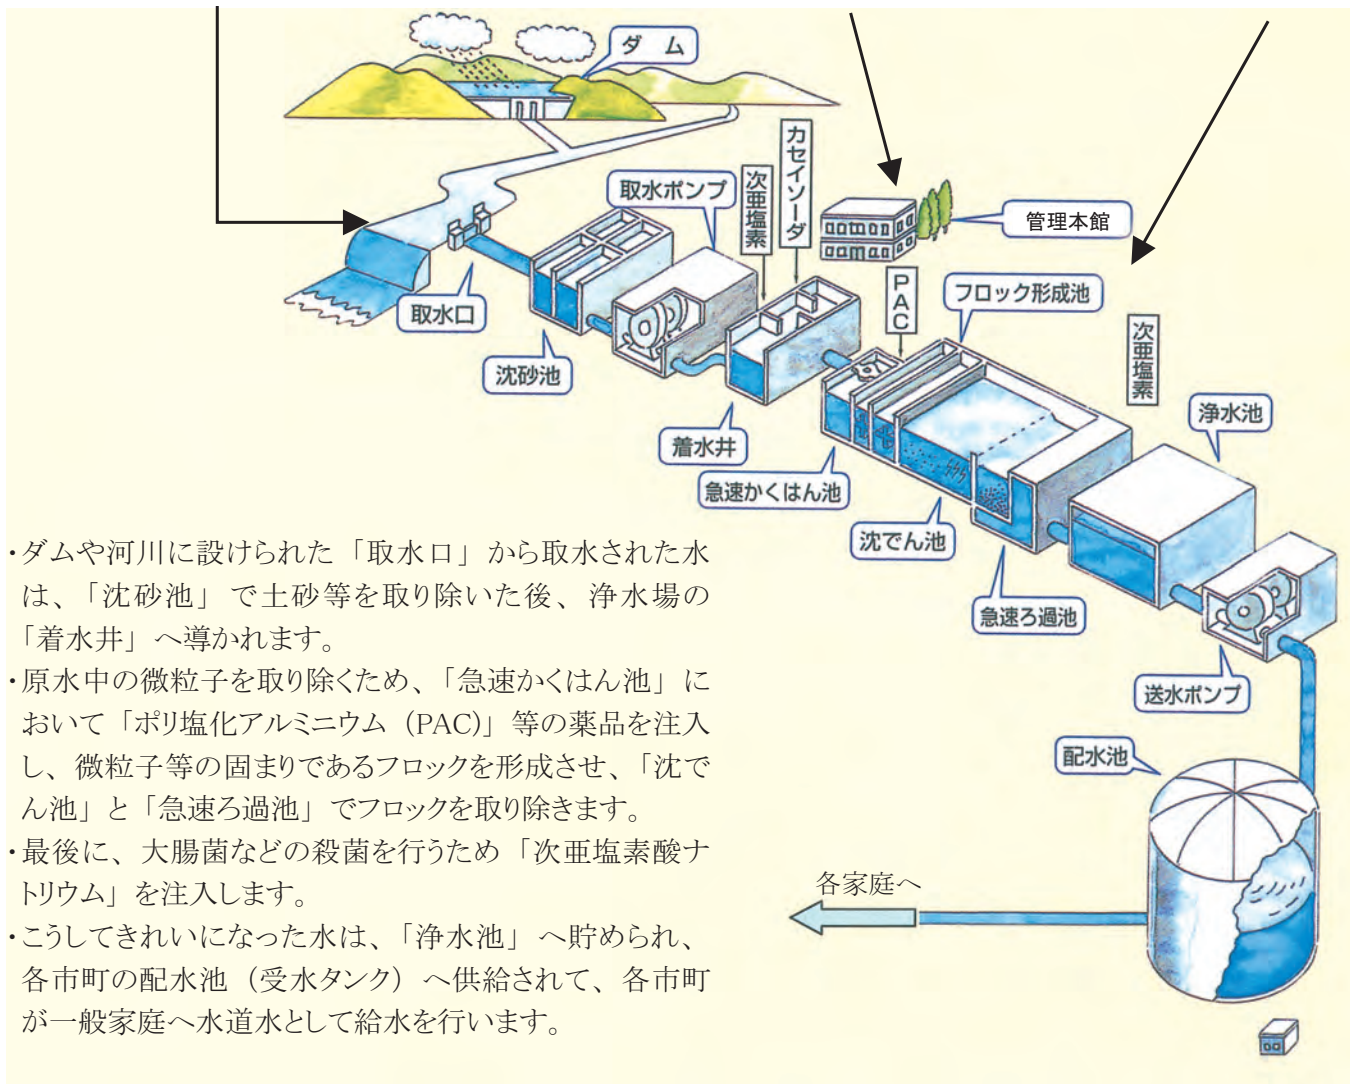 ダム
カセイソーダ
次亜塩素
取水ポンプ
管理本館
取水口
PAC
フロック形成池
次亜塩素
沈砂池
浄水池
着水井
急速かくはん池
沈でん池
急速ろ過池
送水ポンプ
配水池
各家庭へ
・ダムや河川に設けられた「取水口」から取水された水
は、「沈砂池」で土砂等を取り除いた後、浄水場の
「着水井」へ導かれます。
・原水中の微粒子を取り除くため、「急速かくはん池」に
おいて「ポリ塩化アルミニウム（PAC）」等の薬品を注入
し、微粒子等の固まりであるフロックを形成させ、「沈で
ん池」と「急速ろ過池」でフロックを取り除きます。
・最後に、大腸菌などの殺菌を行うため「次亜塩素酸ナ
トリウム」を注入します。
・こうしてきれいになった水は、「浄水池」へ貯められ、
各市町の配水池（受水タンク）へ供給されて、各市町
が一般家庭へ水道水として給水を行います。